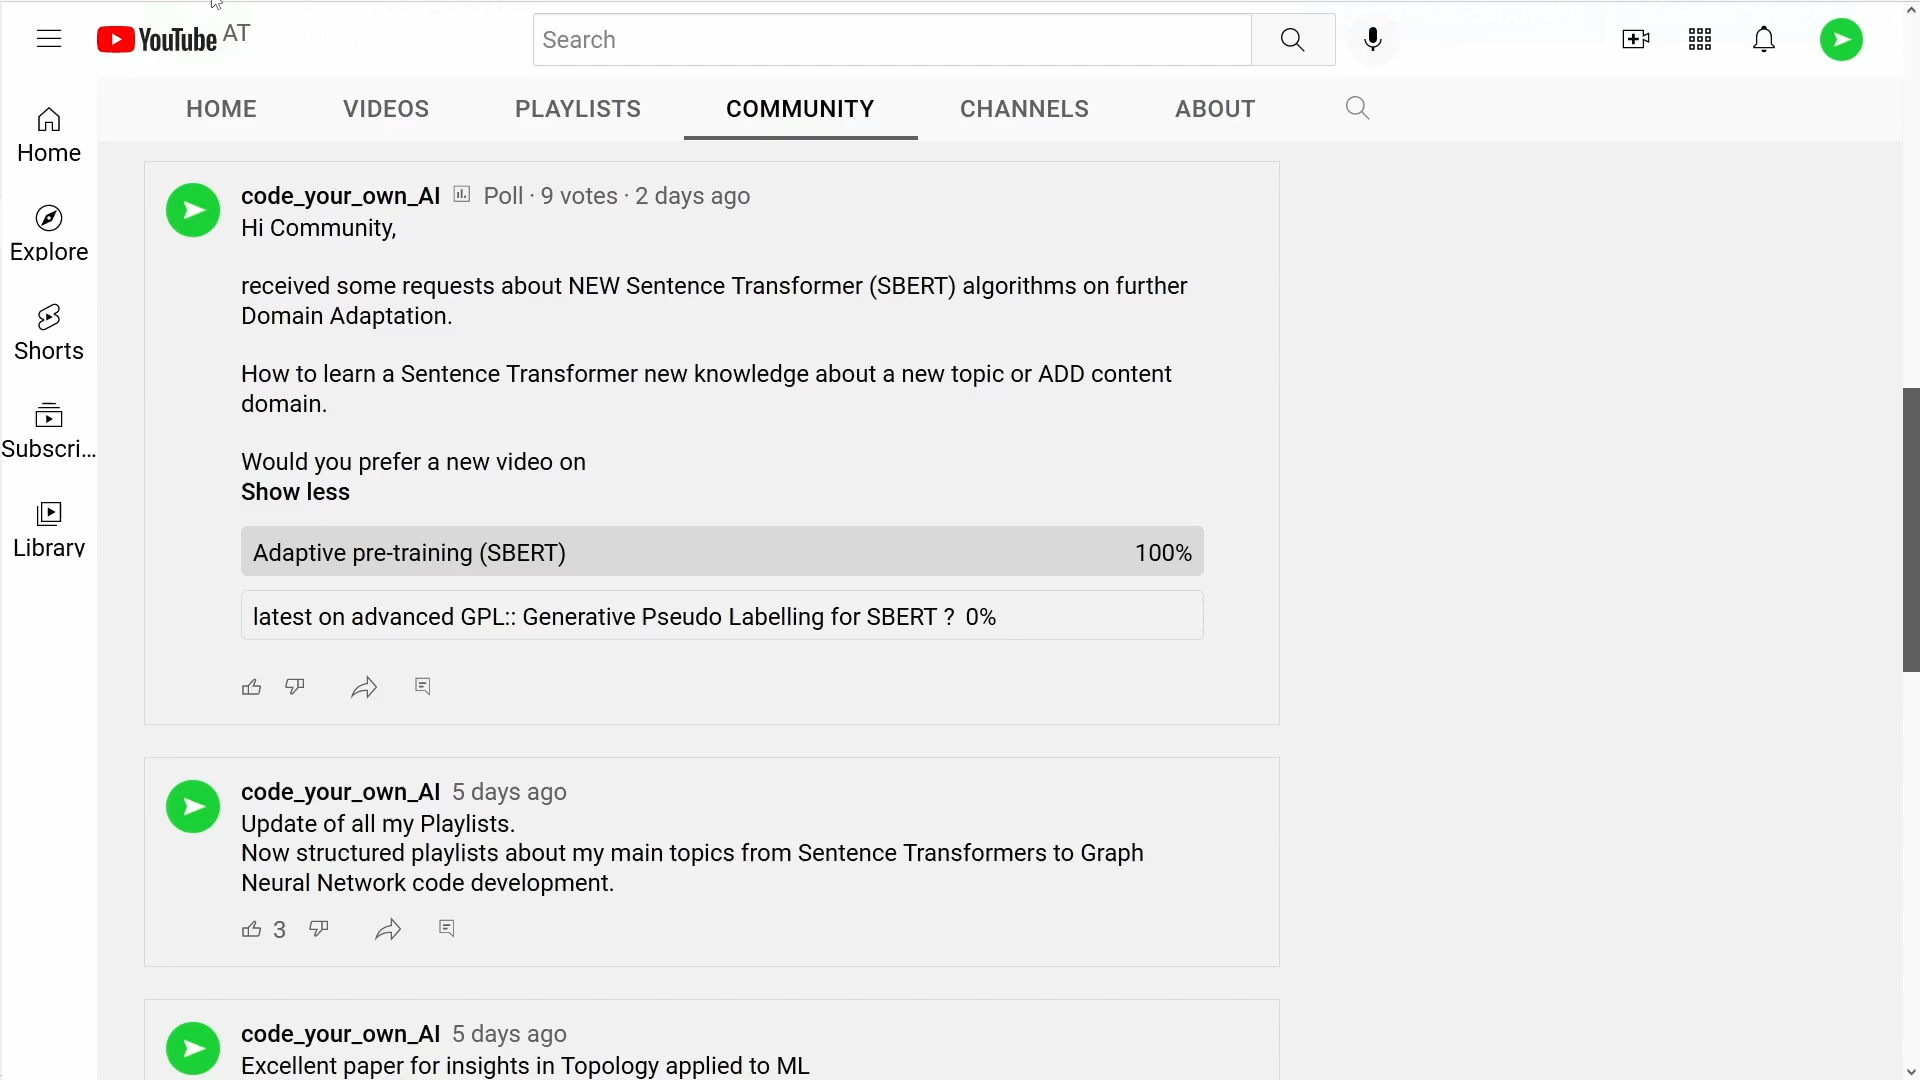 YouTube AT
Search
HOME VIDEOS PLAYLISTS COMMUNITY CHANNELS ABOUT
Home
Explore
Shorts
Subscri...
Library
code_your_own_AI Poll · 9 votes · 2 days ago
Hi Community,
received some requests about NEW Sentence Transformer (SBERT) algorithms on further
Domain Adaptation.
How to learn a Sentence Transformer new knowledge about a new topic or ADD content
domain.
Would you prefer a new video on
Show less
Adaptive pre-training (SBERT) 100%
latest on advanced GPL:: Generative Pseudo Labelling for SBERT ? 0%
code_your_own_AI 5 days ago
Update of all my Playlists.
Now structured playlists about my main topics from Sentence Transformers to Graph
Neural Network code development.
3
code_your_own_AI 5 days ago
Excellent paper for insights in Topology applied to ML